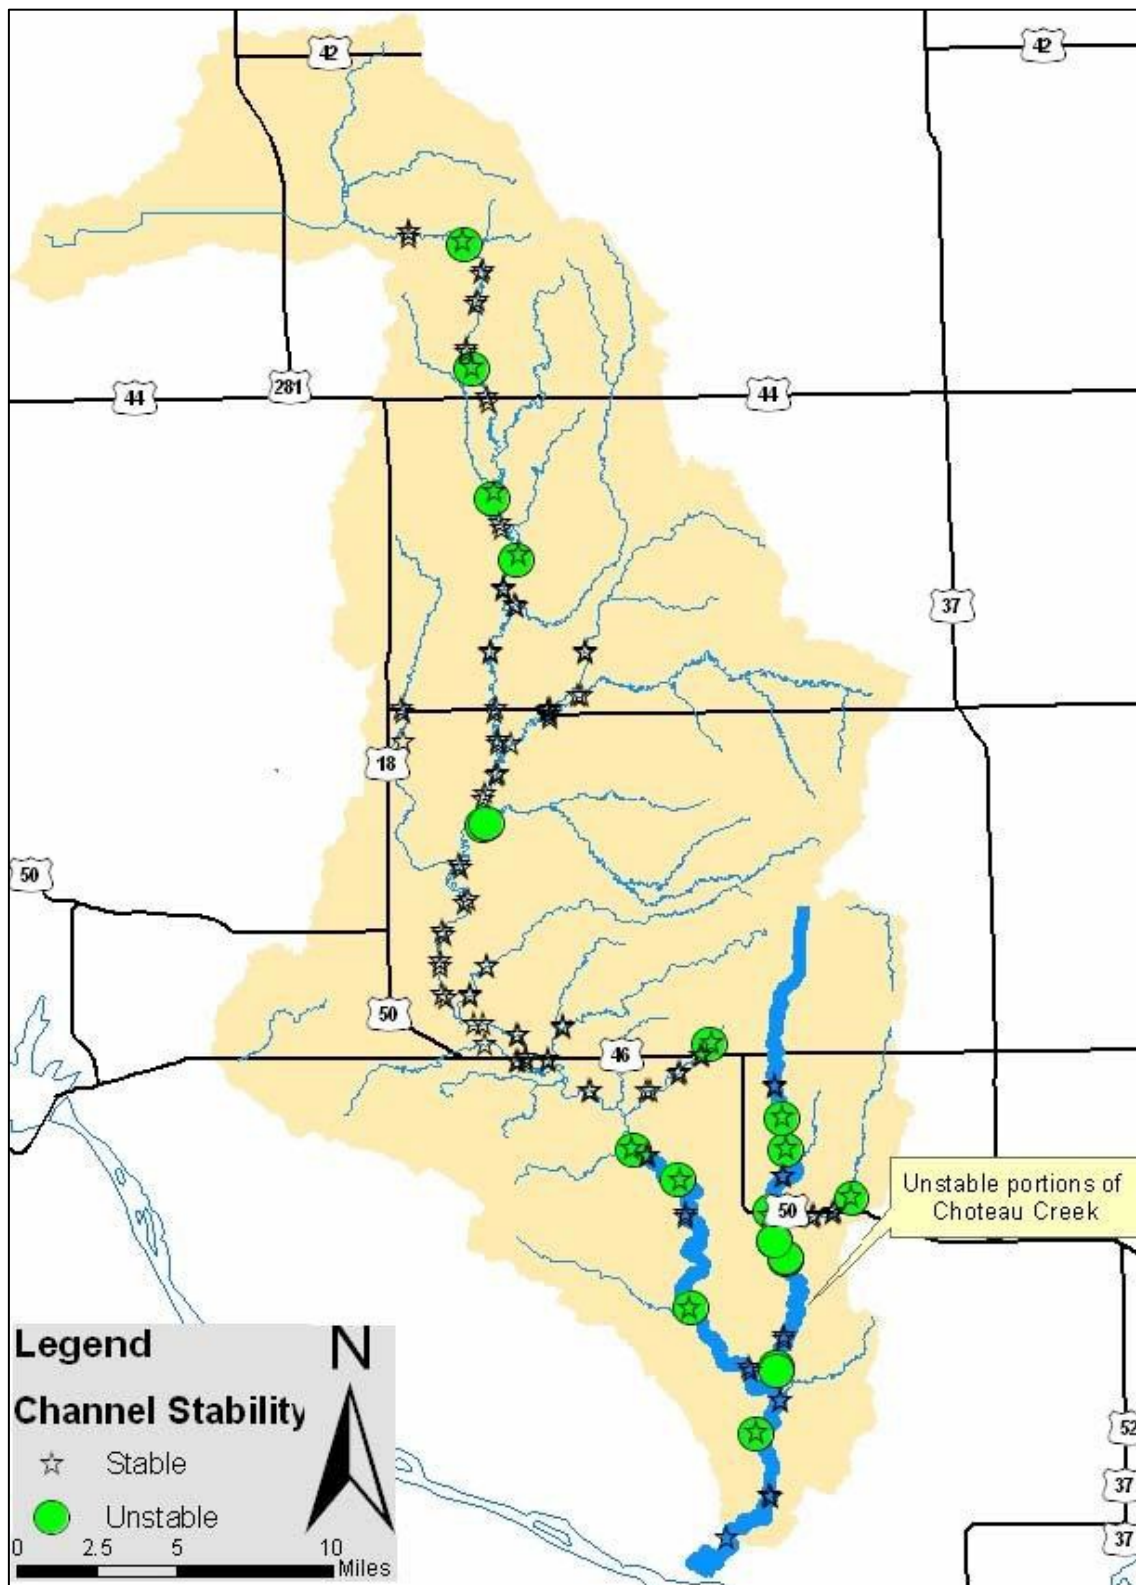 42
42
281
44
44
37
18
50
50
46
50
Unstable portions of
Choteau Creek
Legend
N
Channel Stability
Stable
Unstable
0 2.5 5 10
Miles
52
37
37